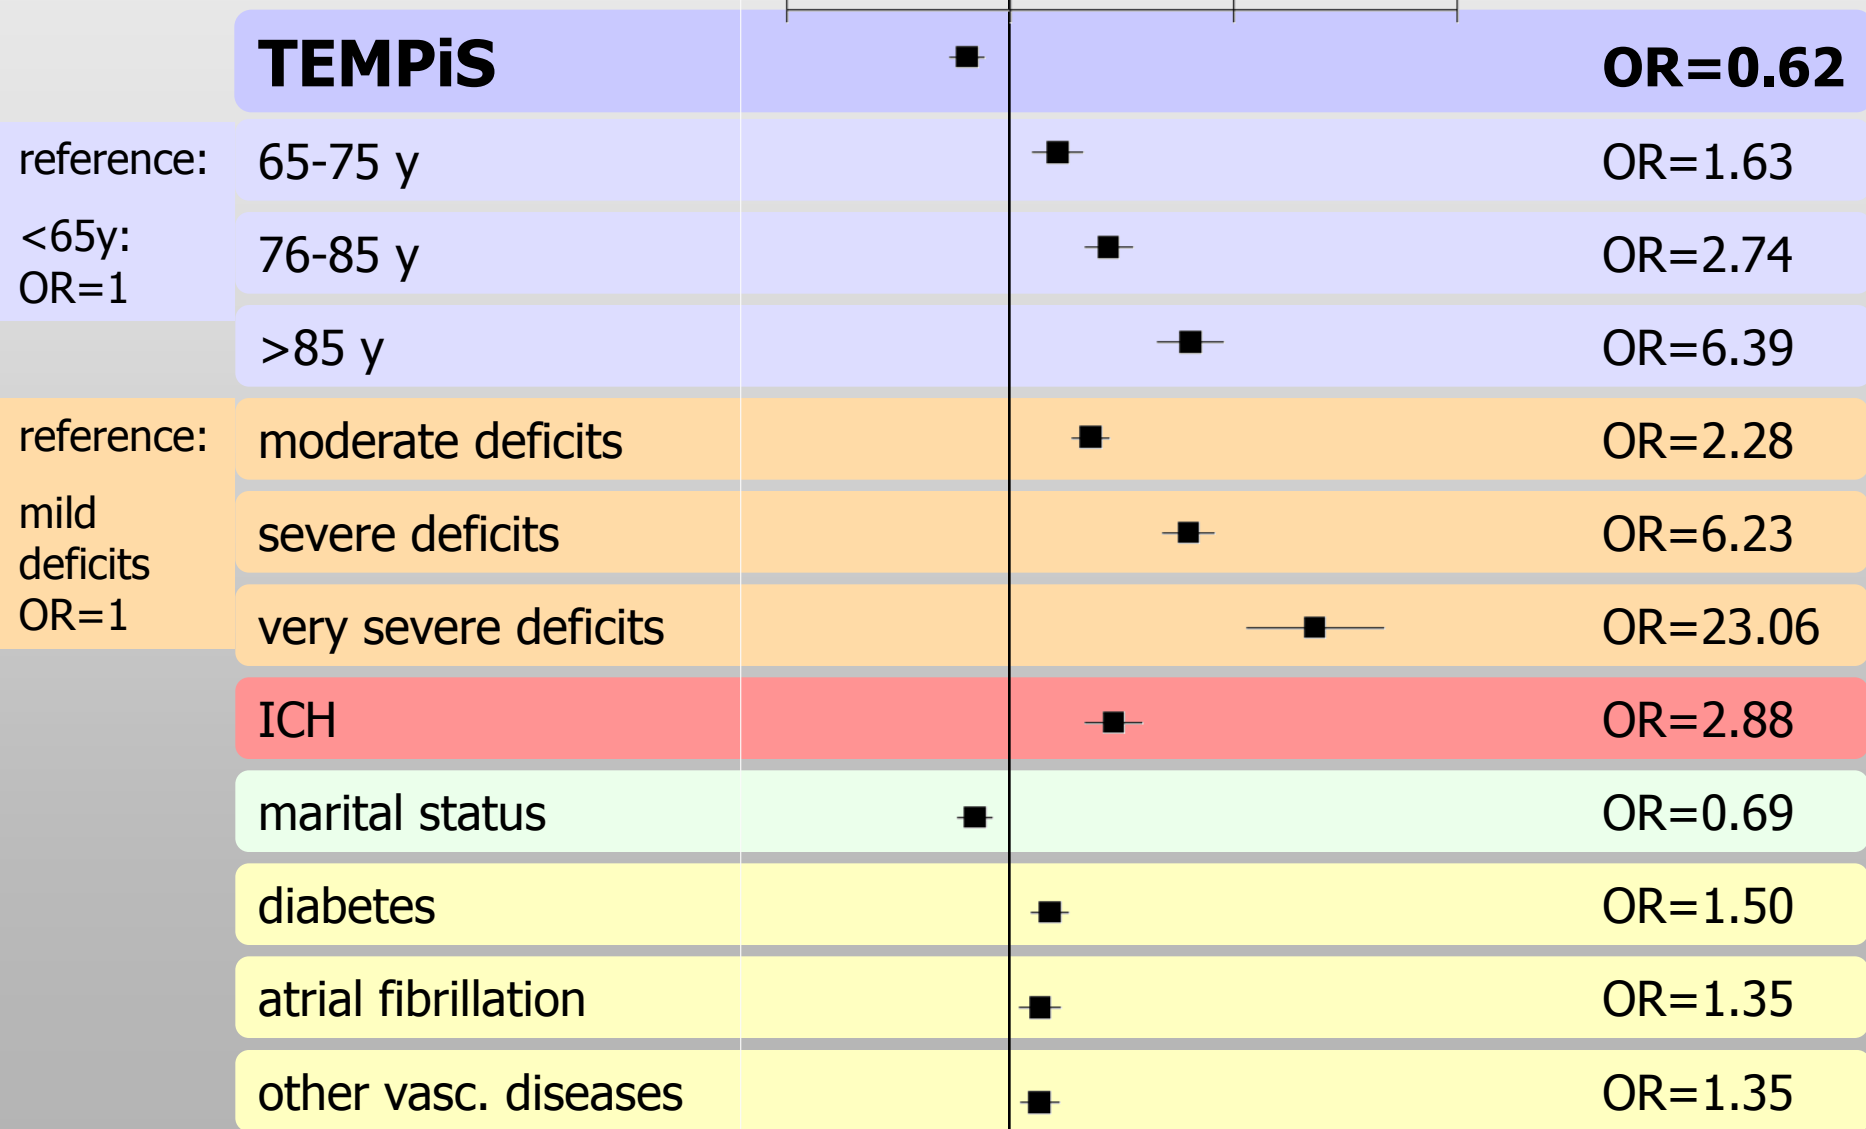 TEMPiS OR=0.62
reference: 65-75 y OR=1.63
<65y:
OR=1
76-85 y OR=2.74
>85 y OR=6.39
reference: moderate deficits OR=2.28
mild
deficits
OR=1
severe deficits OR=6.23
very severe deficits OR=23.06
ICH OR=2.88
marital status OR=0.69
diabetes OR=1.50
atrial fibrillation OR=1.35
other vasc. diseases OR=1.35